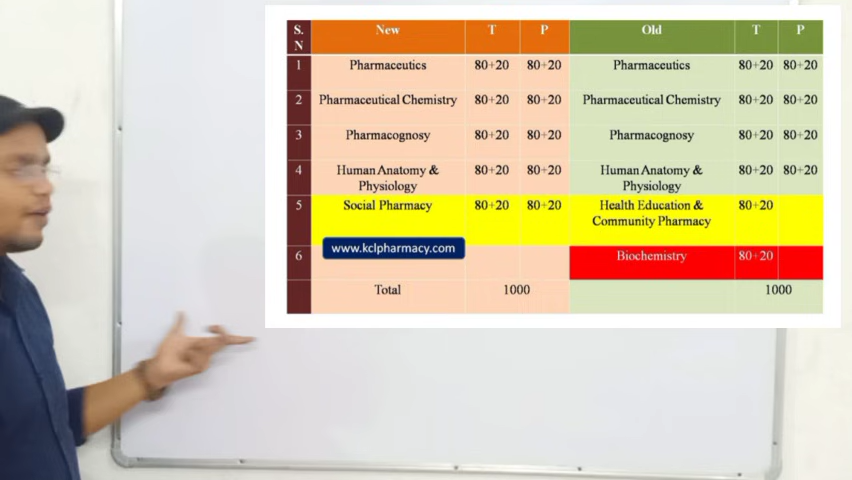 S. N New T P Old T P
1 Pharmaceutics 80+20 80+20 Pharmaceutics 80+20 80+20
2 Pharmaceutical Chemistry 80+20 80+20 Pharmaceutical Chemistry 80+20 80+20
3 Pharmacognosy 80+20 80+20 Pharmacognosy 80+20 80+20
4 Human Anatomy & Physiology 80+20 80+20 Human Anatomy & Physiology 80+20 80+20
5 Social Pharmacy 80+20 80+20 Health Education & Community Pharmacy 80+20
www.kclpharmacy.com
6 Biochemistry 80+20
Total 1000 1000